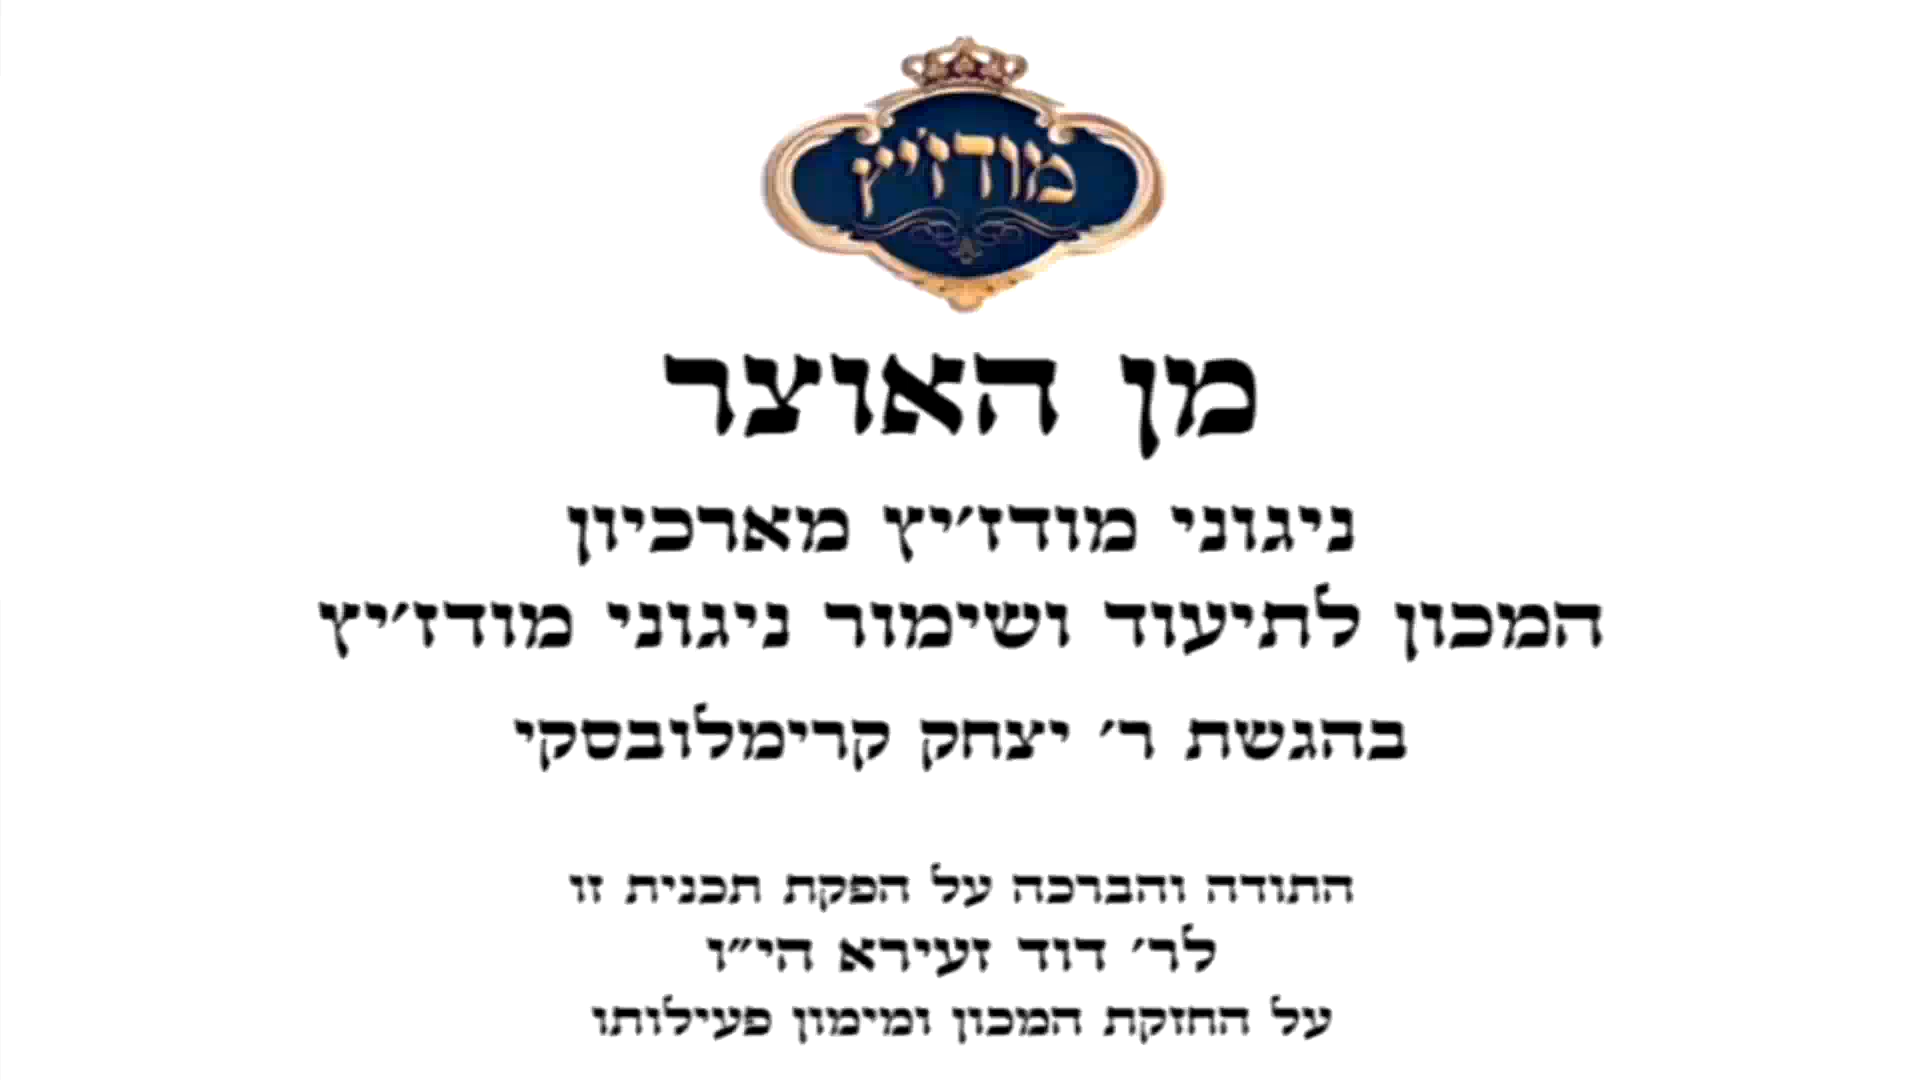 מודז׳יץ
מן האוצר
ניגוני מודז׳יץ מארכיון
המכון לתיעוד ושימור ניגוני מודז׳יץ
בהגשת ר׳ יצחק קרימלובסקי
התודה והברכה על הפקת תכנית זו
לר׳ דוד זעירא הי״ו
על החזקת המכון ומימון פעילותו